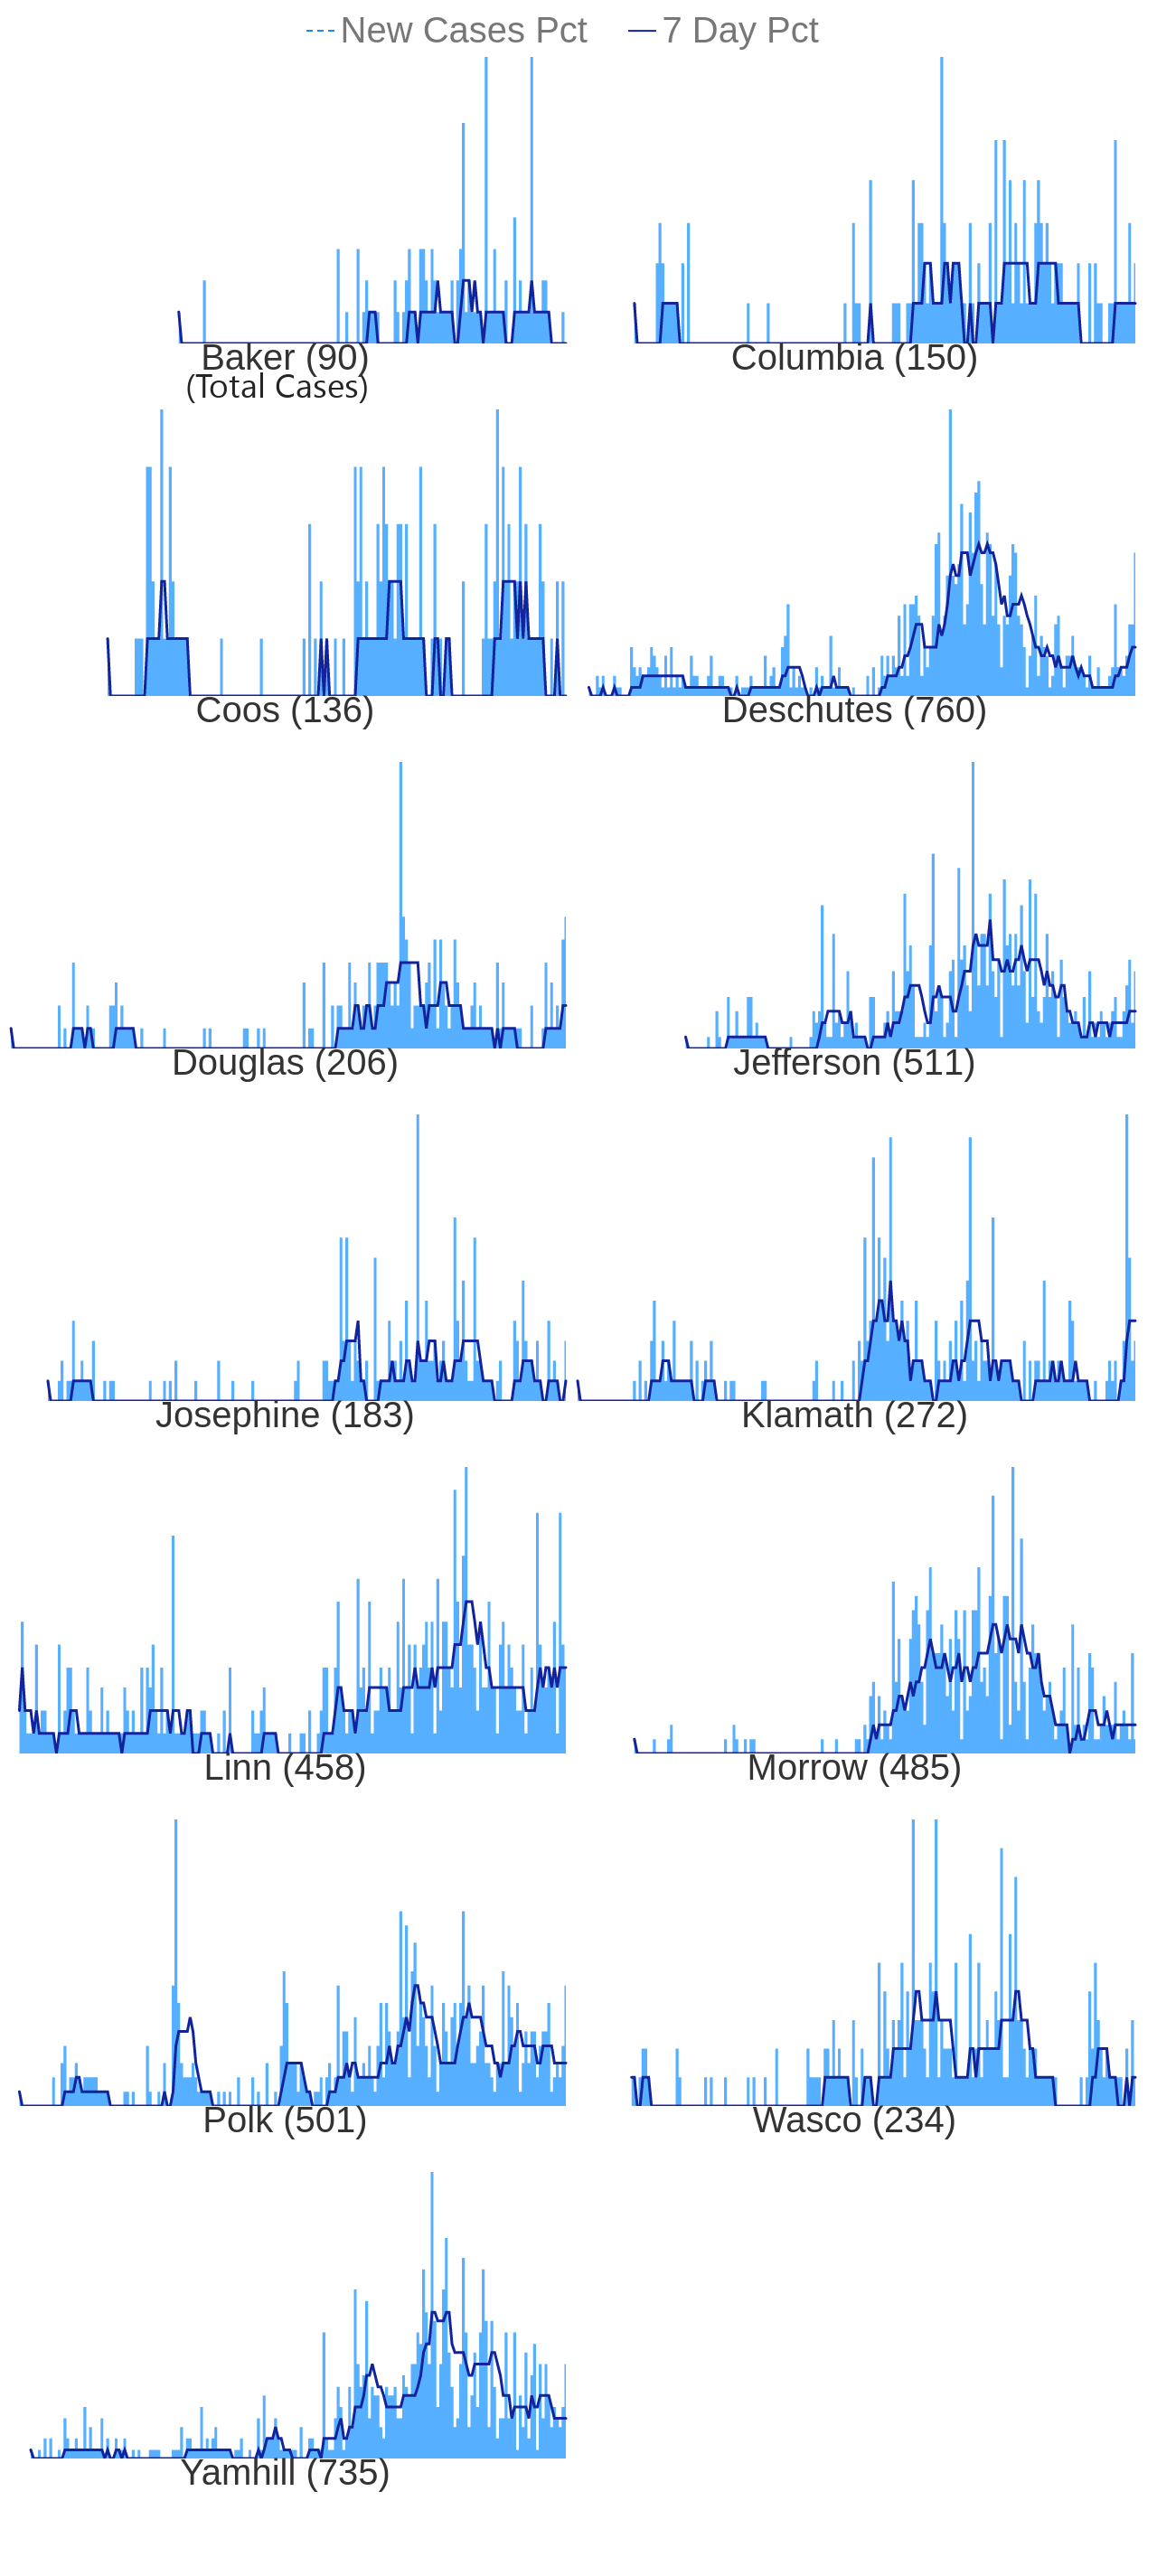 New Cases Pct 7 Day Pct
Baker (90) Columbia (150)
(Total Cases)
Coos (136) Deschutes (760)
Douglas (206) Jefferson (511)
Josephine (183) Klamath (272)
Linn (458) Morrow (485)
Polk (501) Wasco (234)
Yamhill (735)